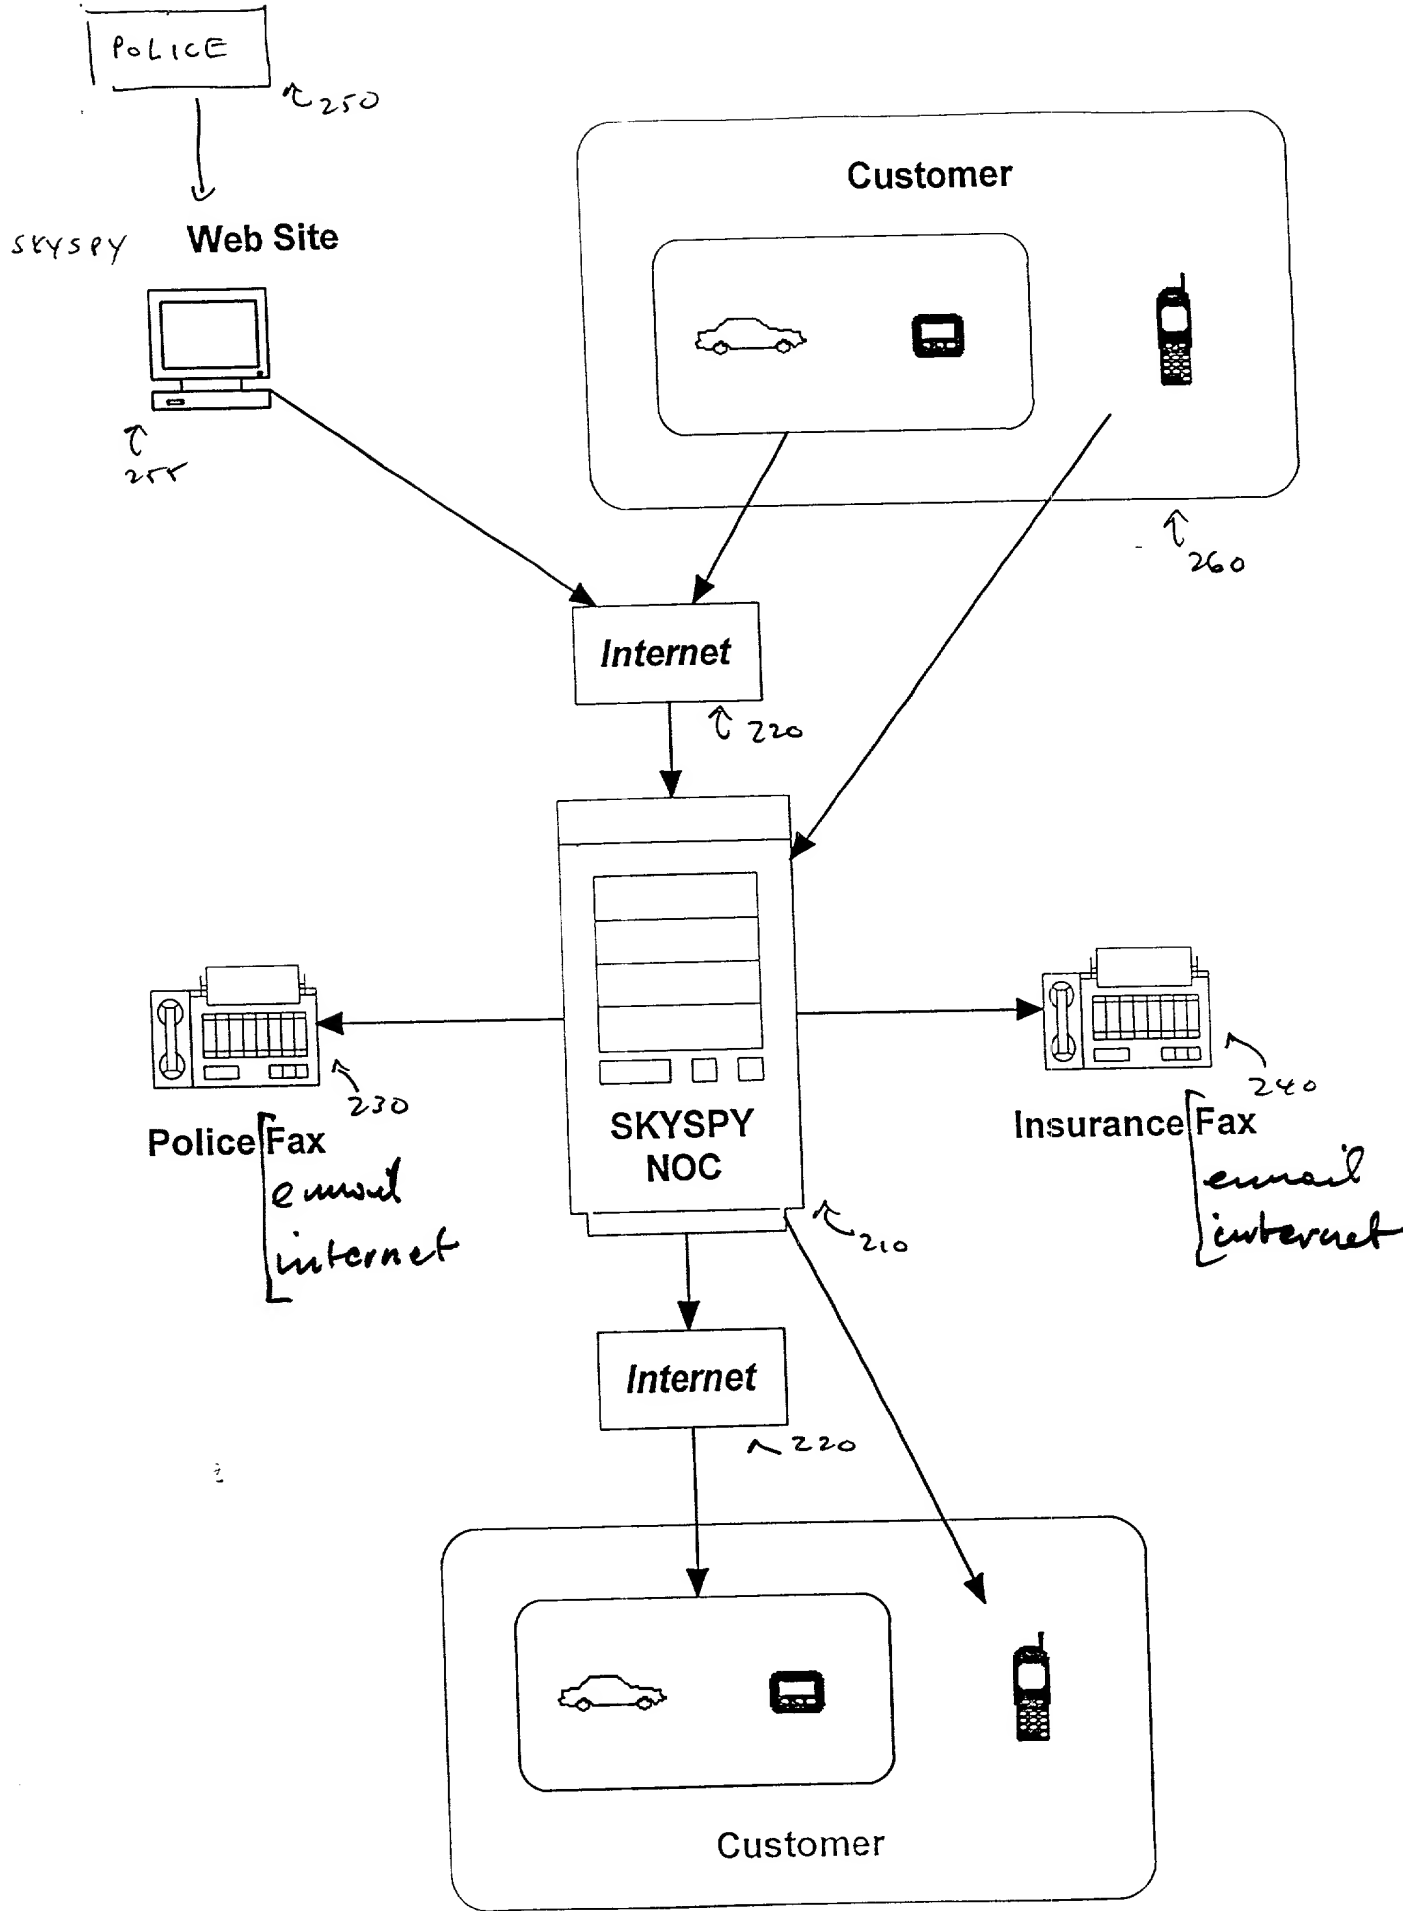 POLICE
250
Customer
SKYSPY Web Site
255
260
Internet
220
230
240
Police Fax
email
internet
SKYSPY
NOC
Insurance Fax
email
internet
210
Internet
220
Customer